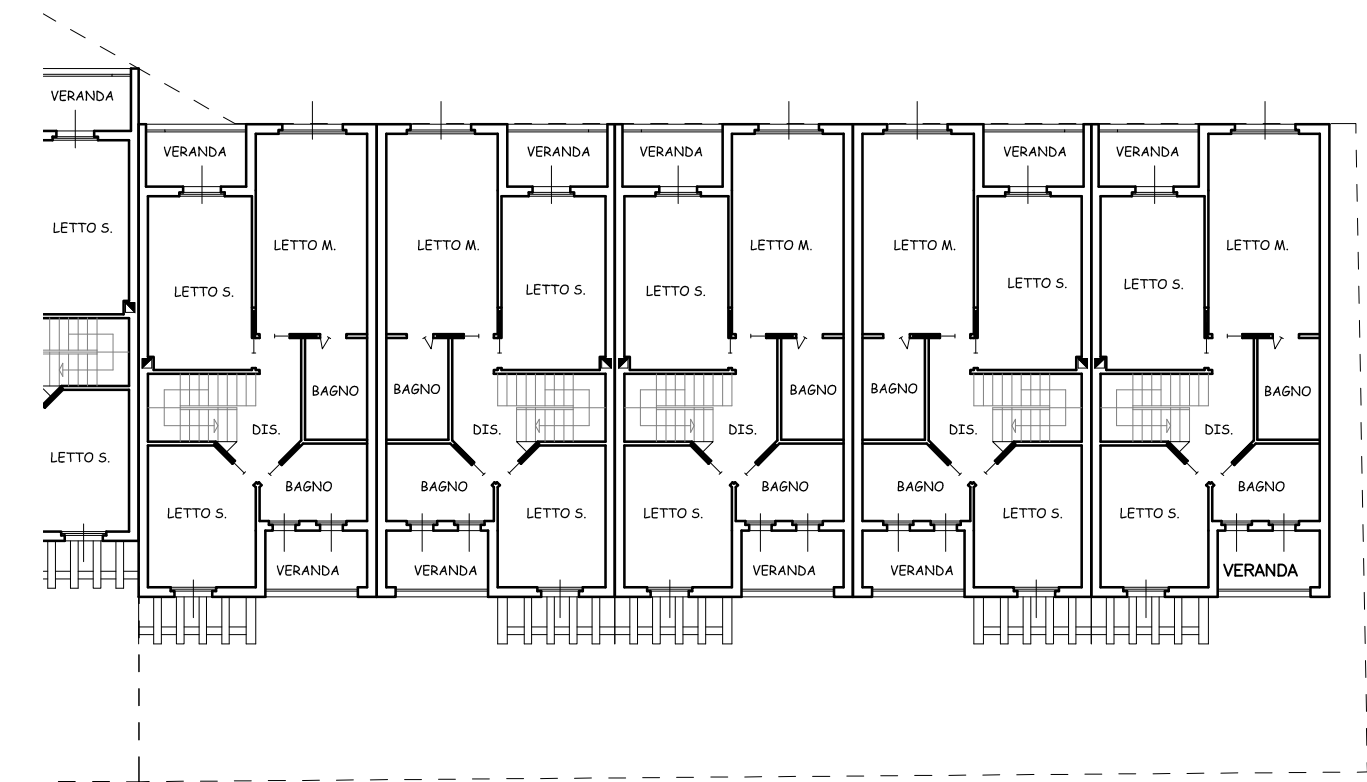 VERANDA
VERANDA
VERANDA
VERANDA
VERANDA
VERANDA
LETTO S.
LETTO M.
LETTO M.
LETTO M.
LETTO M.
LETTO M.
LETTO S.
LETTO S.
LETTO S.
LETTO S.
LETTO S.
BAGNO
BAGNO
BAGNO
BAGNO
BAGNO
DIS.
DIS.
DIS.
DIS.
DIS.
LETTO S.
BAGNO
BAGNO
BAGNO
BAGNO
BAGNO
LETTO S.
LETTO S.
LETTO S.
LETTO S.
LETTO S.
VERANDA
VERANDA
VERANDA
VERANDA
VERANDA